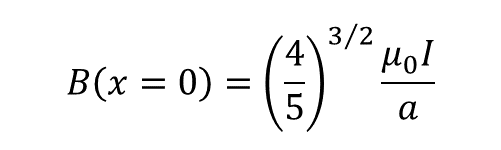 B(x = 0) = (4/5)^{3/2} μ₀I/a